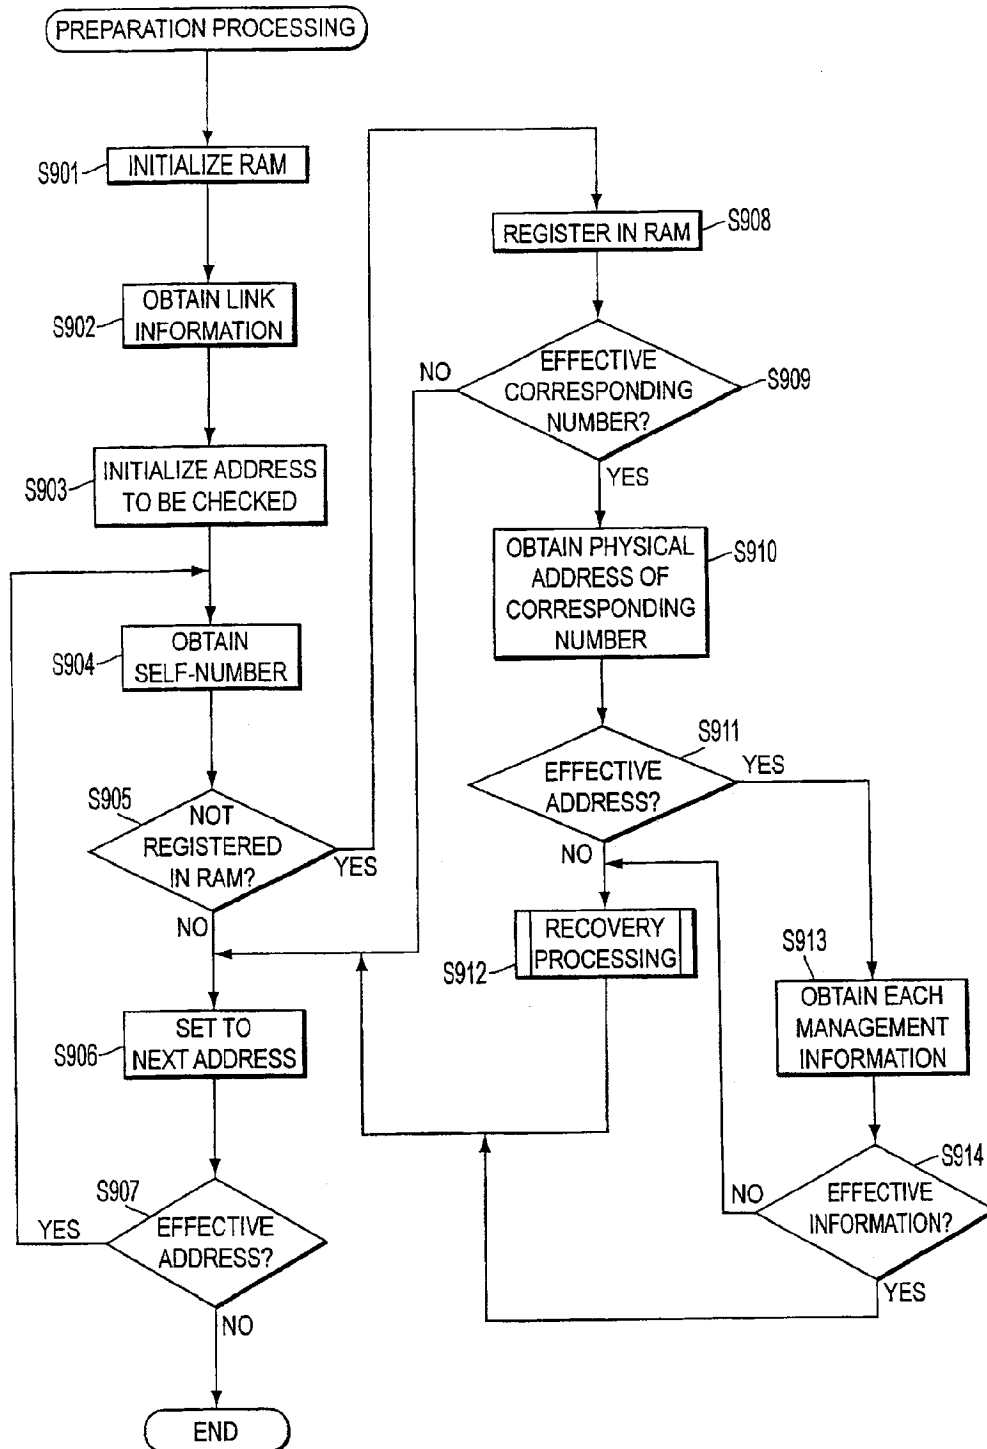 PREPARATION PROCESSING
S901
INITIALIZE RAM
S902
OBTAIN LINK
INFORMATION
S903
INITIALIZE ADDRESS
TO BE CHECKED
S904
OBTAIN
SELF-NUMBER
S905
NOT
REGISTERED
IN RAM?
YES
NO
S906
SET TO
NEXT ADDRESS
S907
YES
EFFECTIVE
ADDRESS?
NO
END
REGISTER IN RAM
S908
NO
EFFECTIVE
CORRESPONDING
NUMBER?
S909
YES
OBTAIN PHYSICAL
ADDRESS OF
CORRESPONDING
NUMBER
S910
S911
EFFECTIVE
ADDRESS?
YES
NO
RECOVERY
PROCESSING
S912
S913
OBTAIN EACH
MANAGEMENT
INFORMATION
S914
NO
EFFECTIVE
INFORMATION?
YES